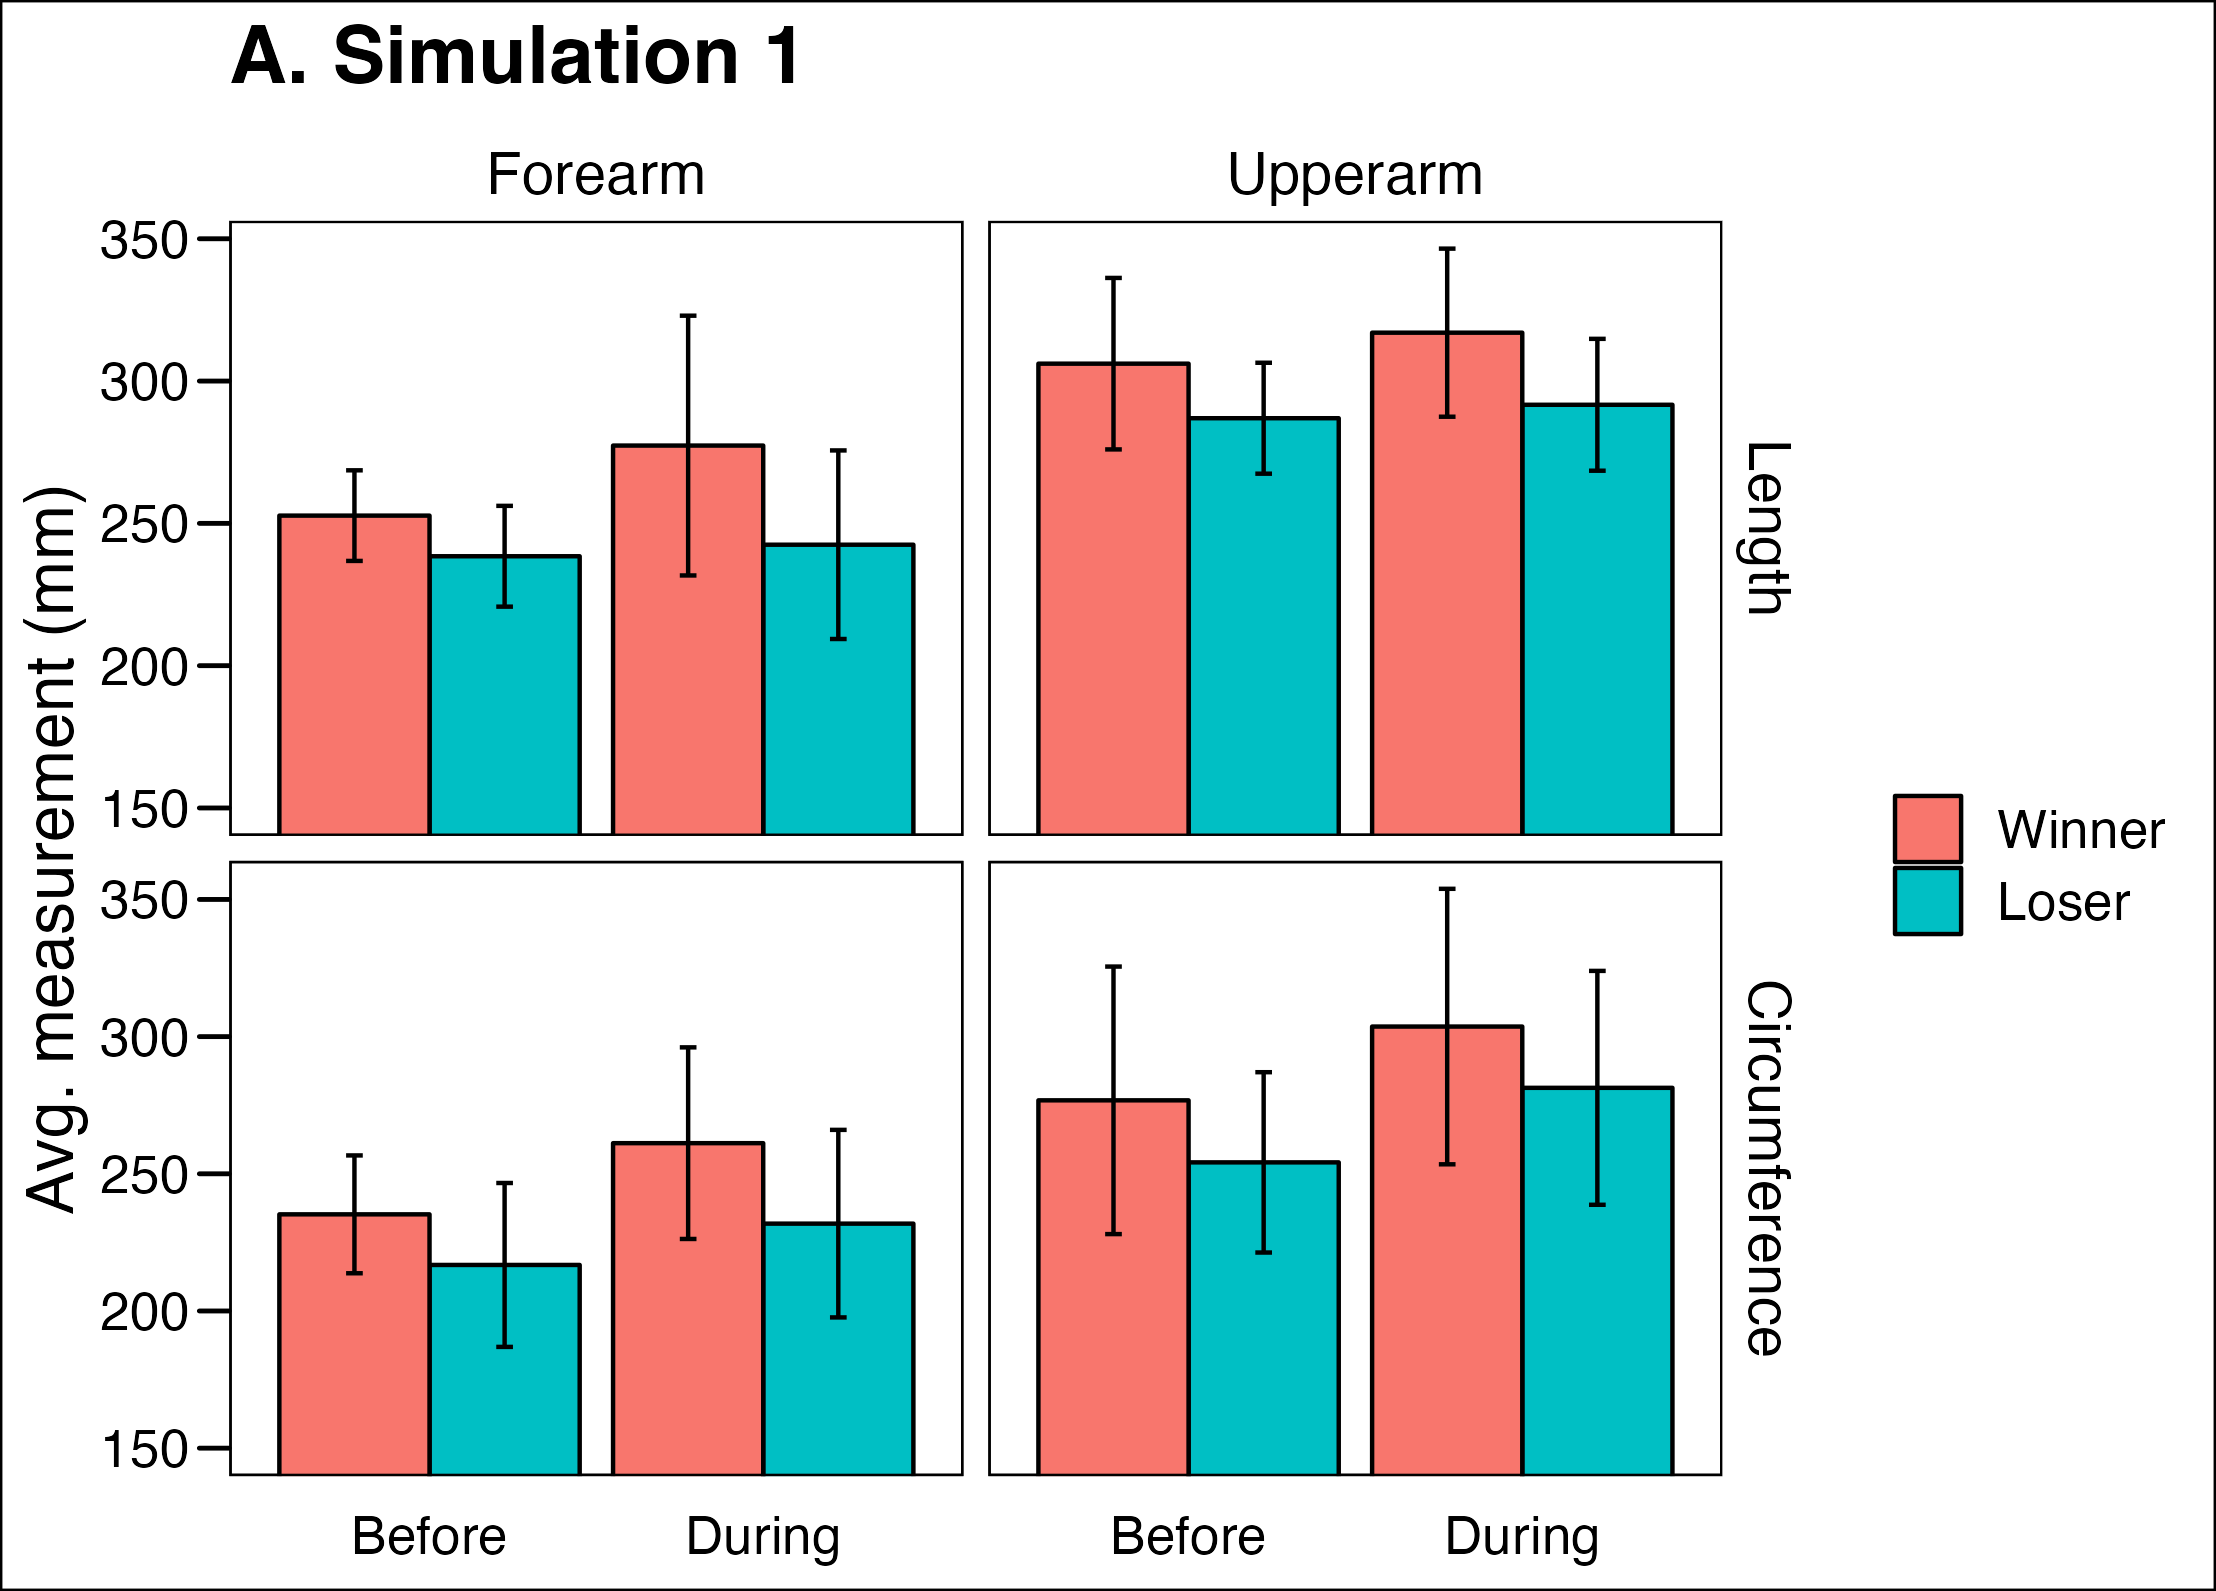 A. Simulation 1
Forearm
Upperarm
Avg. measurement (mm)
350
300
250
200
150
Length
350
300
250
200
150
Circumference
Before
During
Before
During
Winner
Loser